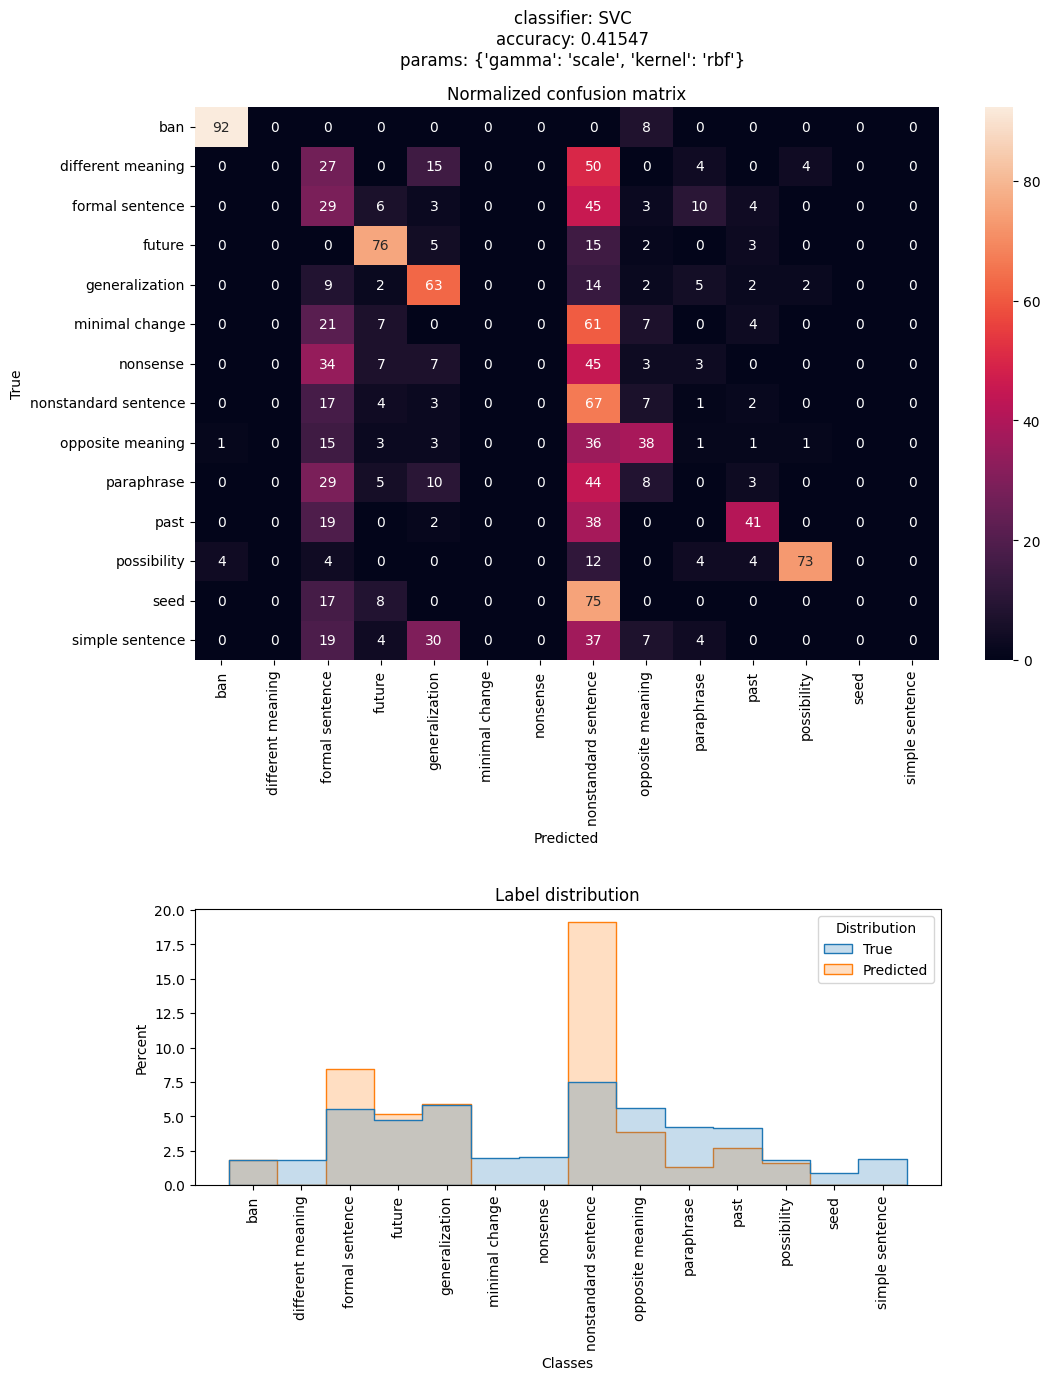 classifier: SVC
accuracy: 0.41547
params: {'gamma': 'scale', 'kernel': 'rbf'}
Normalized confusion matrix
True
ban 92 0 0 0 0 0 0 0 8 0 0 0 0 0
different meaning 0 0 27 0 15 0 0 50 0 4 0 4 0 0
formal sentence 0 0 29 6 3 0 0 45 3 10 4 0 0 0
future 0 0 0 76 5 0 0 15 2 0 3 0 0 0
generalization 0 0 9 2 63 0 0 14 2 5 2 2 0 0
minimal change 0 0 21 7 0 0 0 61 7 0 4 0 0 0
nonsense 0 0 34 7 7 0 0 45 3 3 0 0 0 0
nonstandard sentence 0 0 17 4 3 0 0 67 7 1 2 0 0 0
opposite meaning 1 0 15 3 3 0 0 36 38 1 1 1 0 0
paraphrase 0 0 29 5 10 0 0 44 8 0 3 0 0 0
past 0 0 19 0 2 0 0 38 0 0 41 0 0 0
possibility 4 0 4 0 0 0 0 12 0 4 4 73 0 0
seed 0 0 17 8 0 0 0 75 0 0 0 0 0 0
simple sentence 0 0 19 4 30 0 0 37 7 4 0 0 0 0
ban
different meaning
formal sentence
future
generalization
minimal change
nonsense
nonstandard sentence
opposite meaning
paraphrase
past
possibility
seed
simple sentence
Predicted
80
60
40
20
0
Label distribution
Percent
20.0
17.5
15.0
12.5
10.0
7.5
5.0
2.5
0.0
Distribution
True
Predicted
ban
different meaning
formal sentence
future
generalization
minimal change
nonsense
nonstandard sentence
opposite meaning
paraphrase
past
possibility
seed
simple sentence
Classes